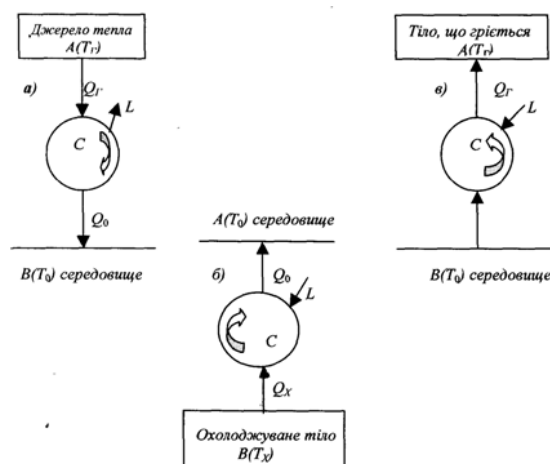 Джерело тепла
A(T_Г)
а)
Q_Г
L
C
Q_0
B(T_0) середовище
A(T_0) середовище
б)
Q_0
L
C
Q_X
Охолоджуване тіло
B(T_X)
Тіло, що гріється
A(T_Г)
в)
Q_Г
L
C
B(T_0) середовище